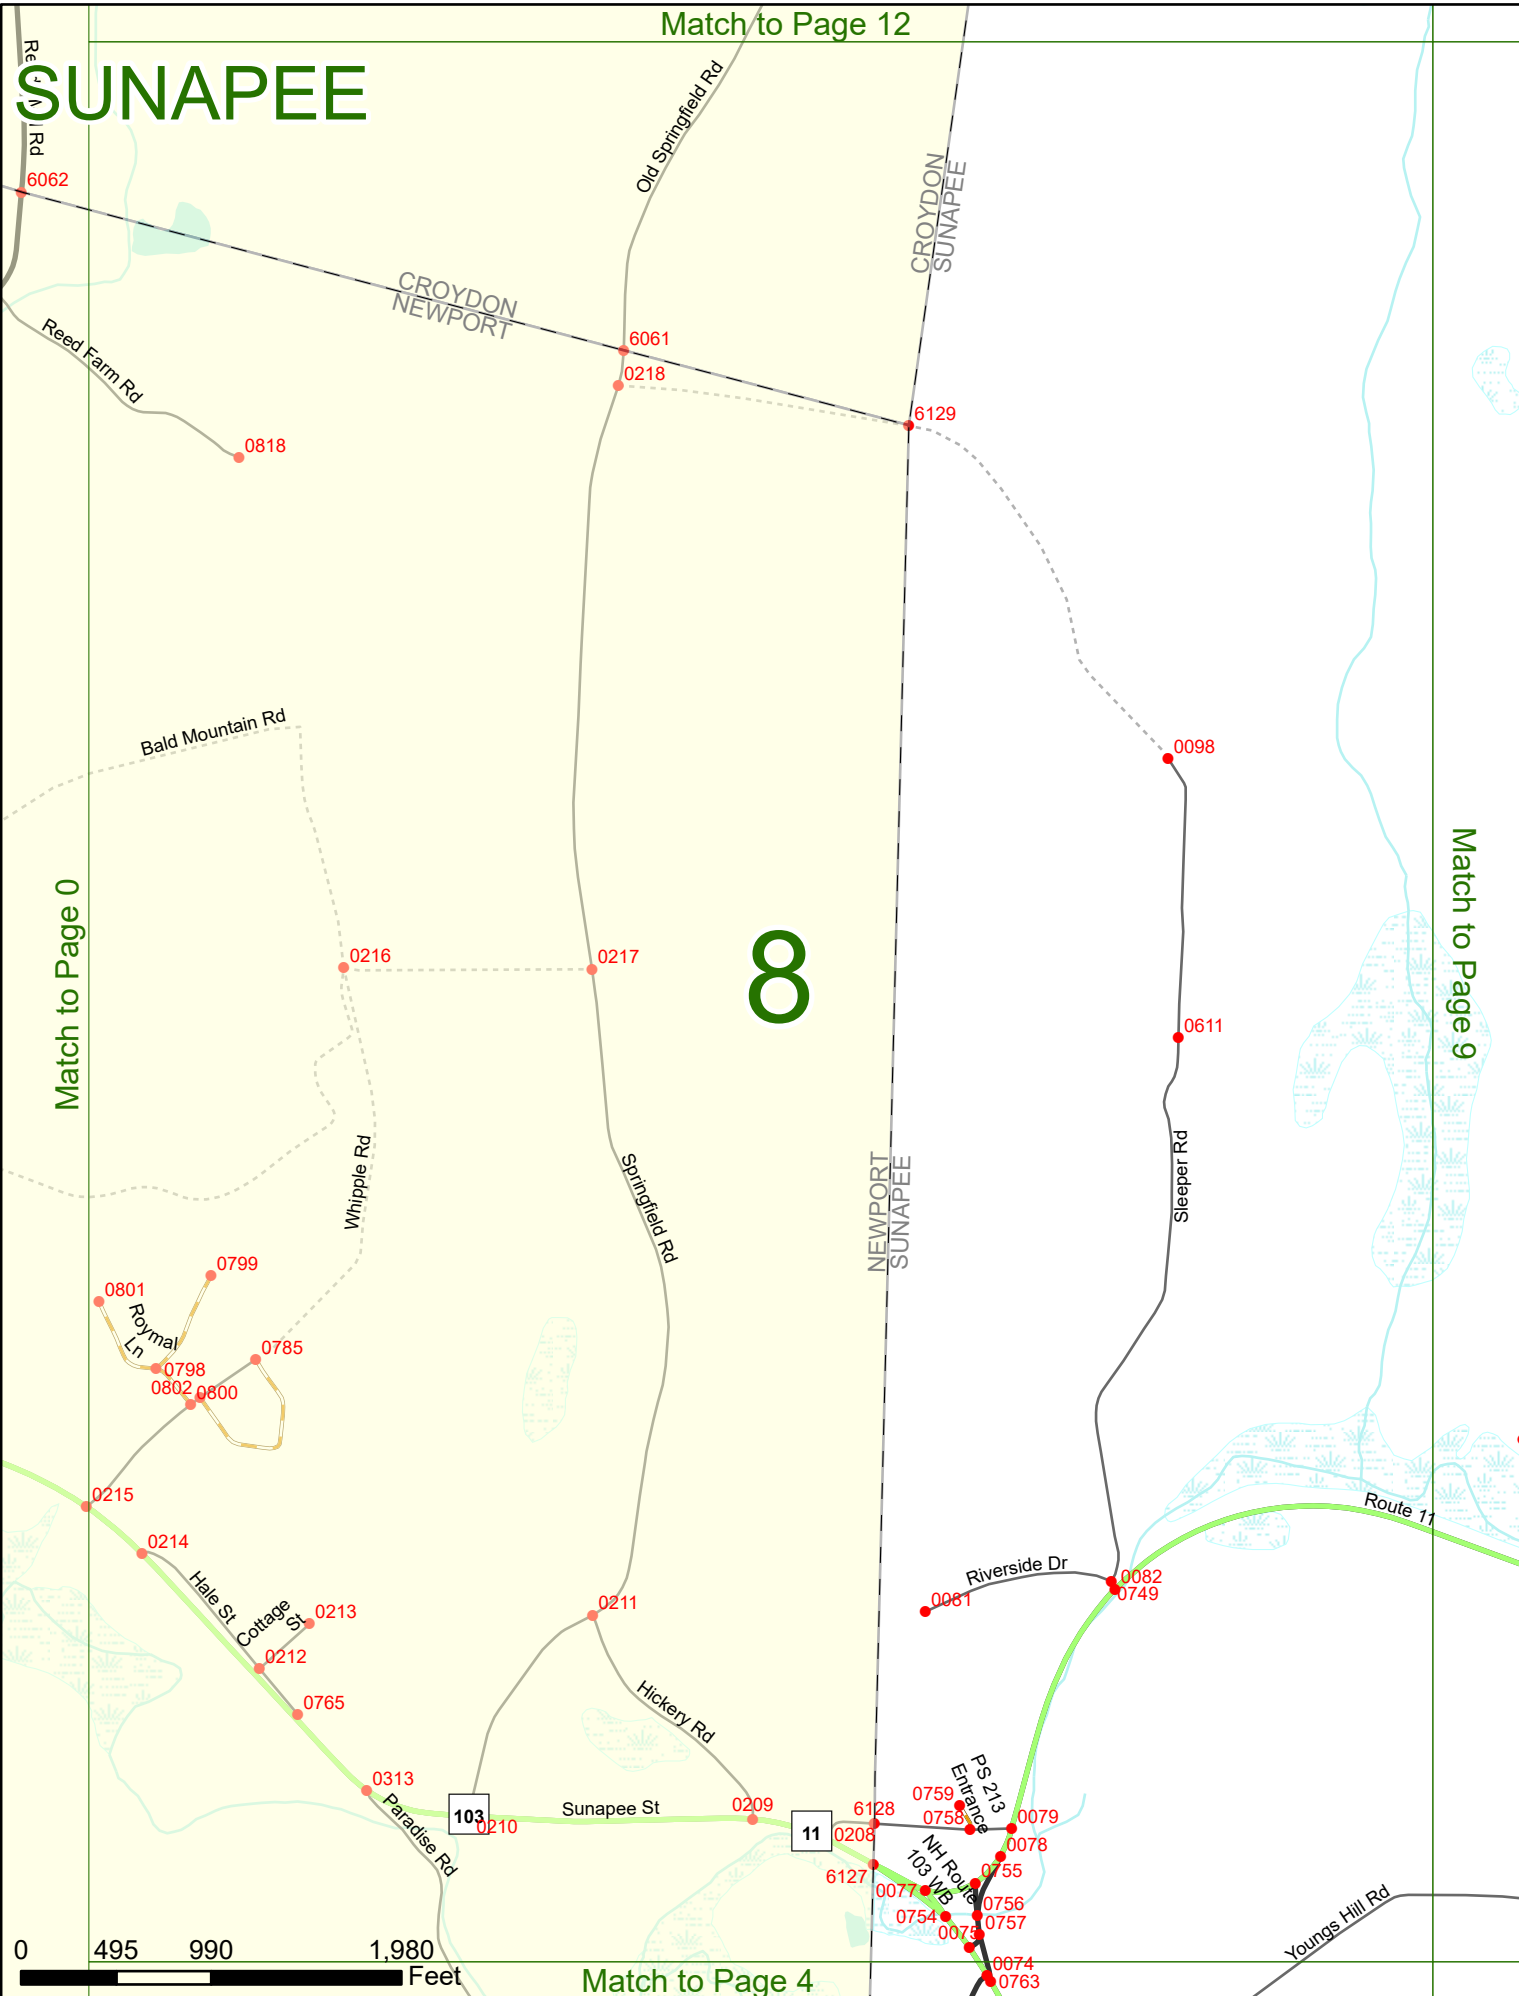 Match to Page 12
SUNAPEE
Rd
6062
Old Springfield Rd
CROYDON
SUNAPEE
CROYDON
NEWPORT
Reed Farm Rd
6061
0218
6129
0818
Bald Mountain Rd
0098
Match to Page 0
Match to Page 9
0216
0217
8
0611
Whipple Rd
Springfield Rd
NEWPORT
SUNAPEE
Sleeper Rd
0799
0801
Roymal
Ln
0785
0798
0802
0800
0215
0214
Route 11
Hale St
Cottage
St
0213
0212
0211
Riverside Dr
0081
0082
0749
0765
Hickery Rd
0313
Paradise Rd
103
0210
Sunapee St
0209
11
6128
0208
6127
0759
0758
PS 213
Entrance
0079
0078
NH Route
103 WB
0755
0077
0754
0756
0757
0075
0074
0763
Youngs Hill Rd
0
495
990
1,980
Feet
Match to Page 4